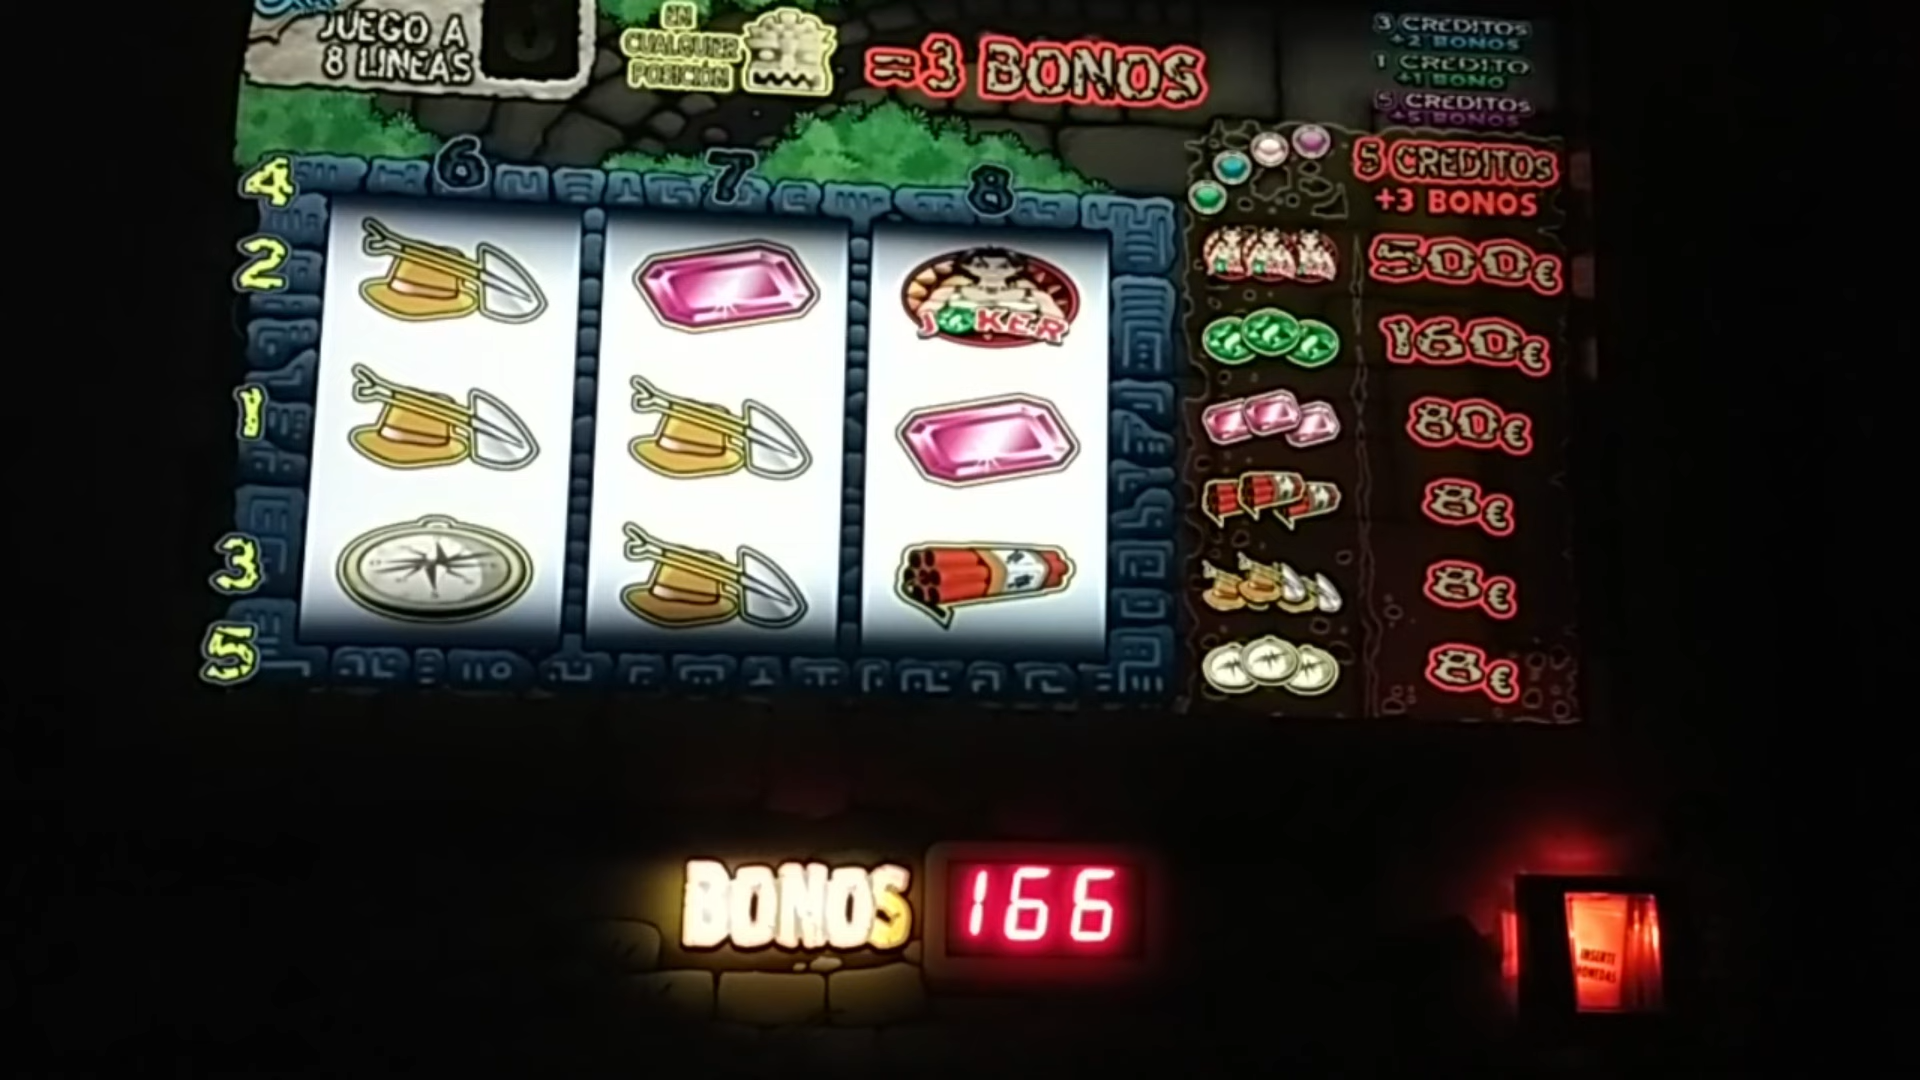 JUEGO A
8 LINEAS
EN
CUALQUIER
POSICIÓN
=3 BONOS
3 CREDITOS
+2 BONOS
1 CREDITO
+1 BONO
5 CREDITOS
+5 BONOS
5 CREDITOS
+3 BONOS
4
6
7
8
2
1
3
5
JOKER
500€
160€
80€
8€
8€
8€
BONOS
166
INSERTE
MONEDAS